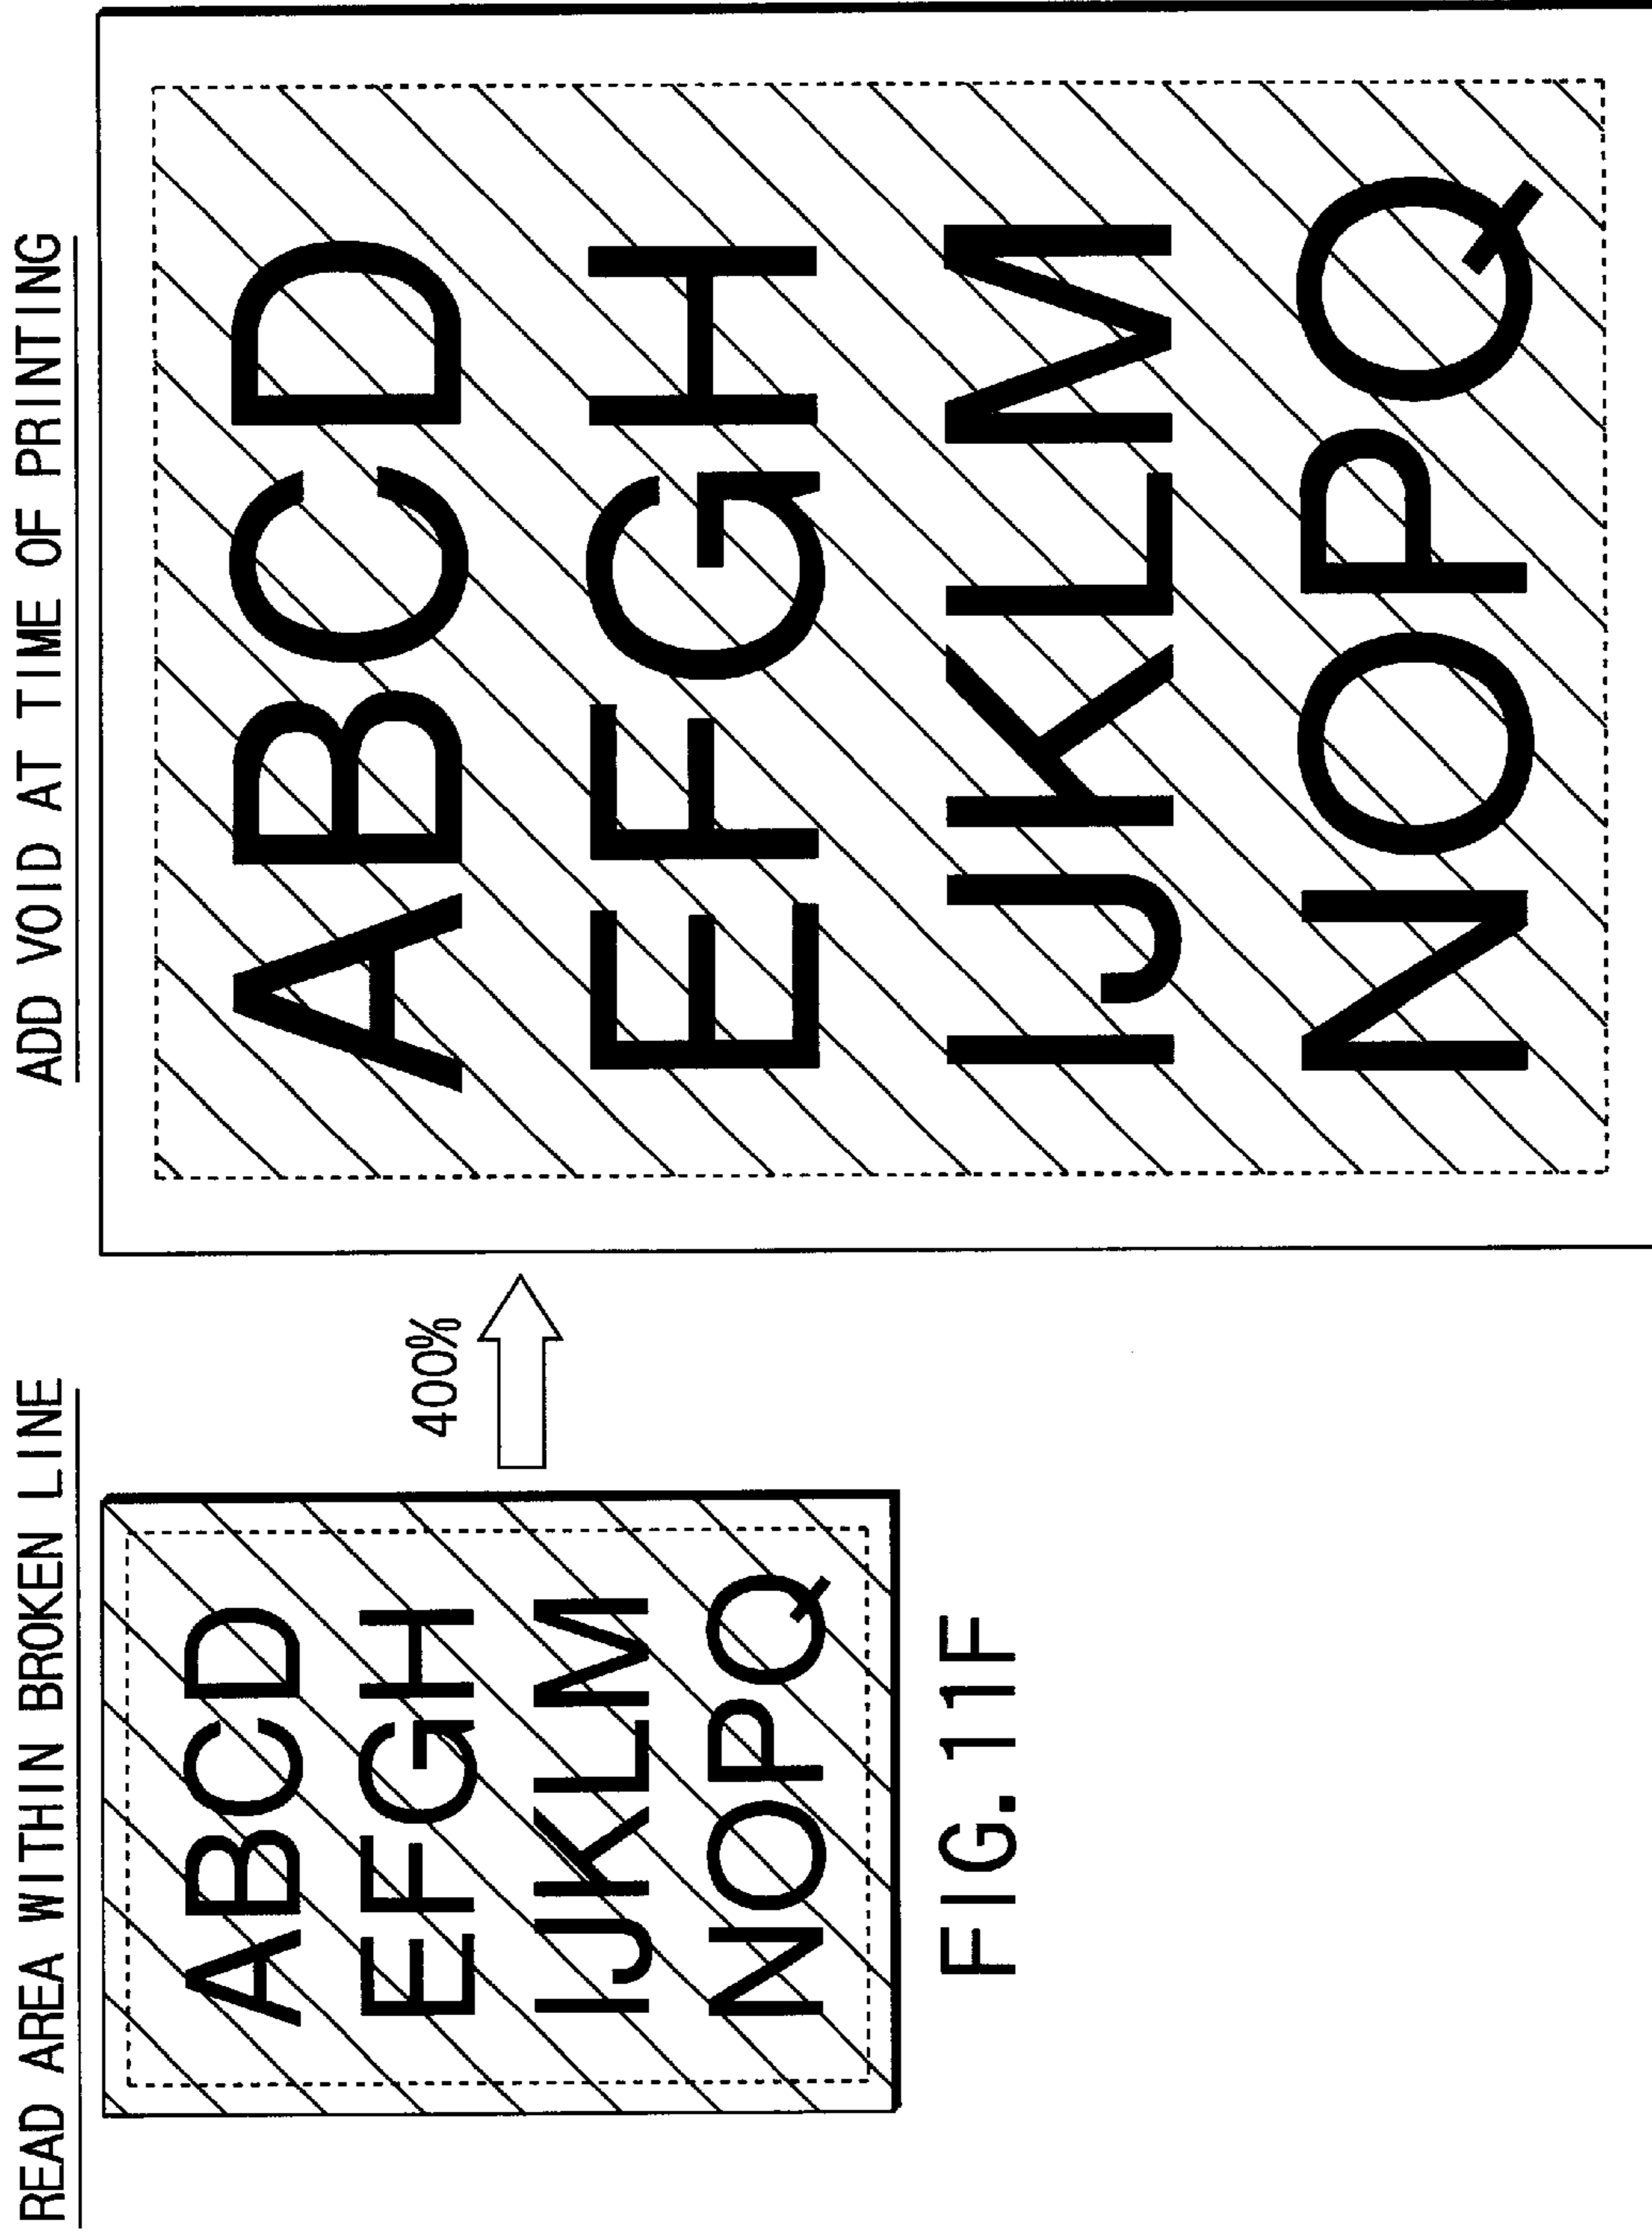 READ AREA WITHIN BROKEN LINE
ABCD
EFGH
IJKLM
NOPQ
400%
ADD VOID AT TIME OF PRINTING
ABCD
EFGH
IJKLM
NOPQ
FIG. 11F